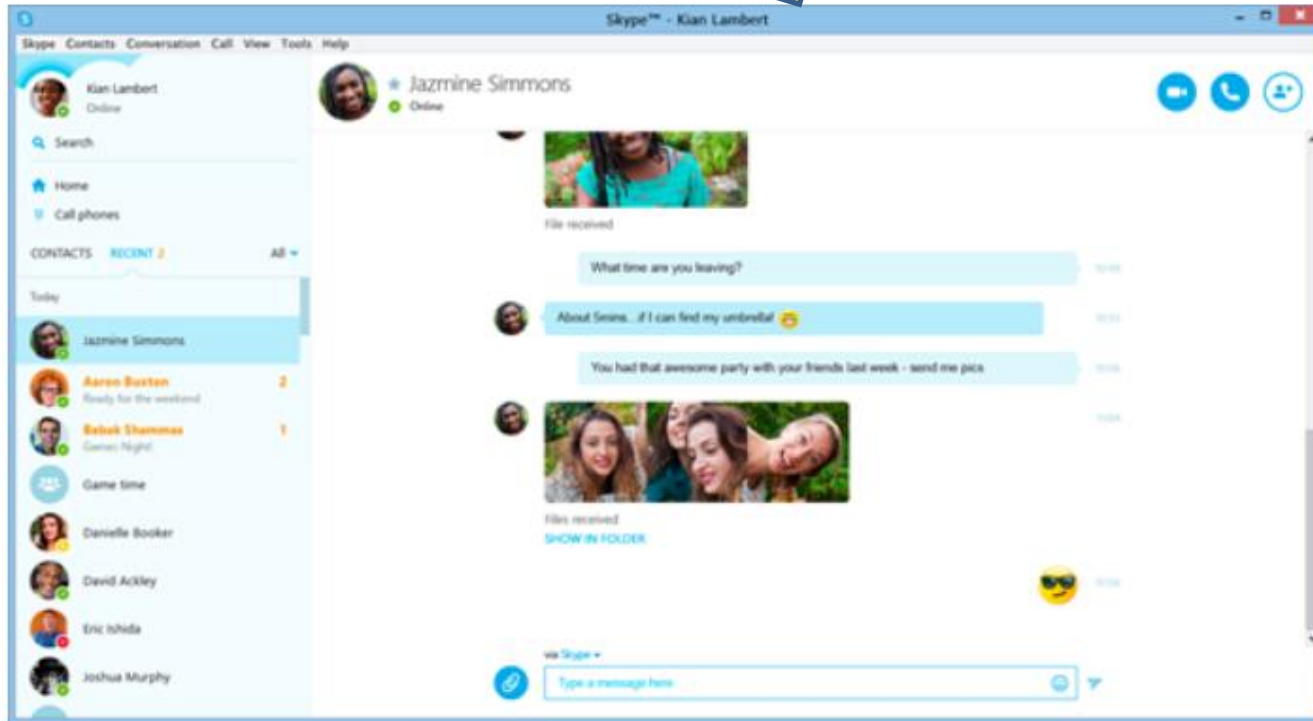 Skype™ - Kian Lambert
Skype Contacts Conversation Call View Tools Help
Kian Lambert
Online
Search
Home
Call phones
CONTACTS RECENT 2 All
Today
Jazmine Simmons
Aaron Buxton 2
Ready for the weekend
Babak Shammas 1
Games Night!
Game time
Danielle Booker
David Ackley
Eric Ishida
Joshua Murphy
Jazmine Simmons
Online
File received
What time are you leaving?
About 5mins...if I can find my umbrella!
You had that awesome party with your friends last week - send me pics
Files received
SHOW IN FOLDER
via Skype
Type a message here